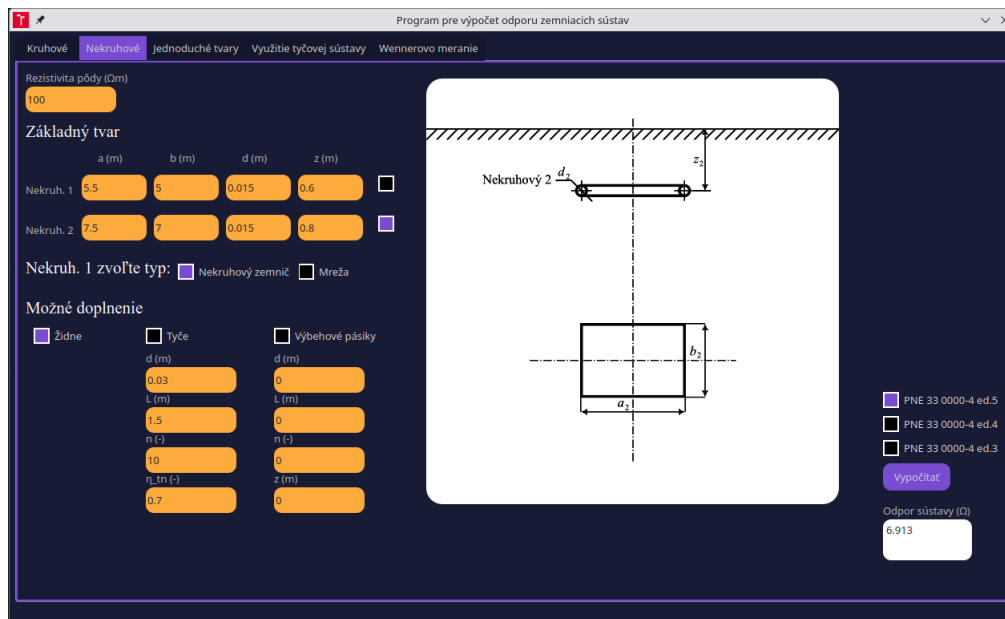 Program pre výpočet odporu zemniacich sústav
Kruhové Nekruhové Jednoduché tvary Využitie tyčovej sústavy Wennerovo meranie
Rezistivita pôdy (Ωm)
100
Základný tvar
a (m) b (m) d (m) z (m)
Nekruh. 1 5.5 5 0.015 0.6
Nekruh. 2 7.5 7 0.015 0.8
Nekruh. 1 zvoľte typ: Nekruhový zemnič Mreža
Možné doplnenie
Židne Tyče Výbehové pásiky
d (m) d (m)
0.03 0
L (m) L (m)
1.5 0
n (-) n (-)
10 0
η_tn (-) z (m)
0.7 0
z₂
Nekruhový 2 d₂
b₂
a₂
PNE 33 0000-4 ed.5
PNE 33 0000-4 ed.4
PNE 33 0000-4 ed.3
Vypočítať
Odpor sústavy (Ω)
6.913